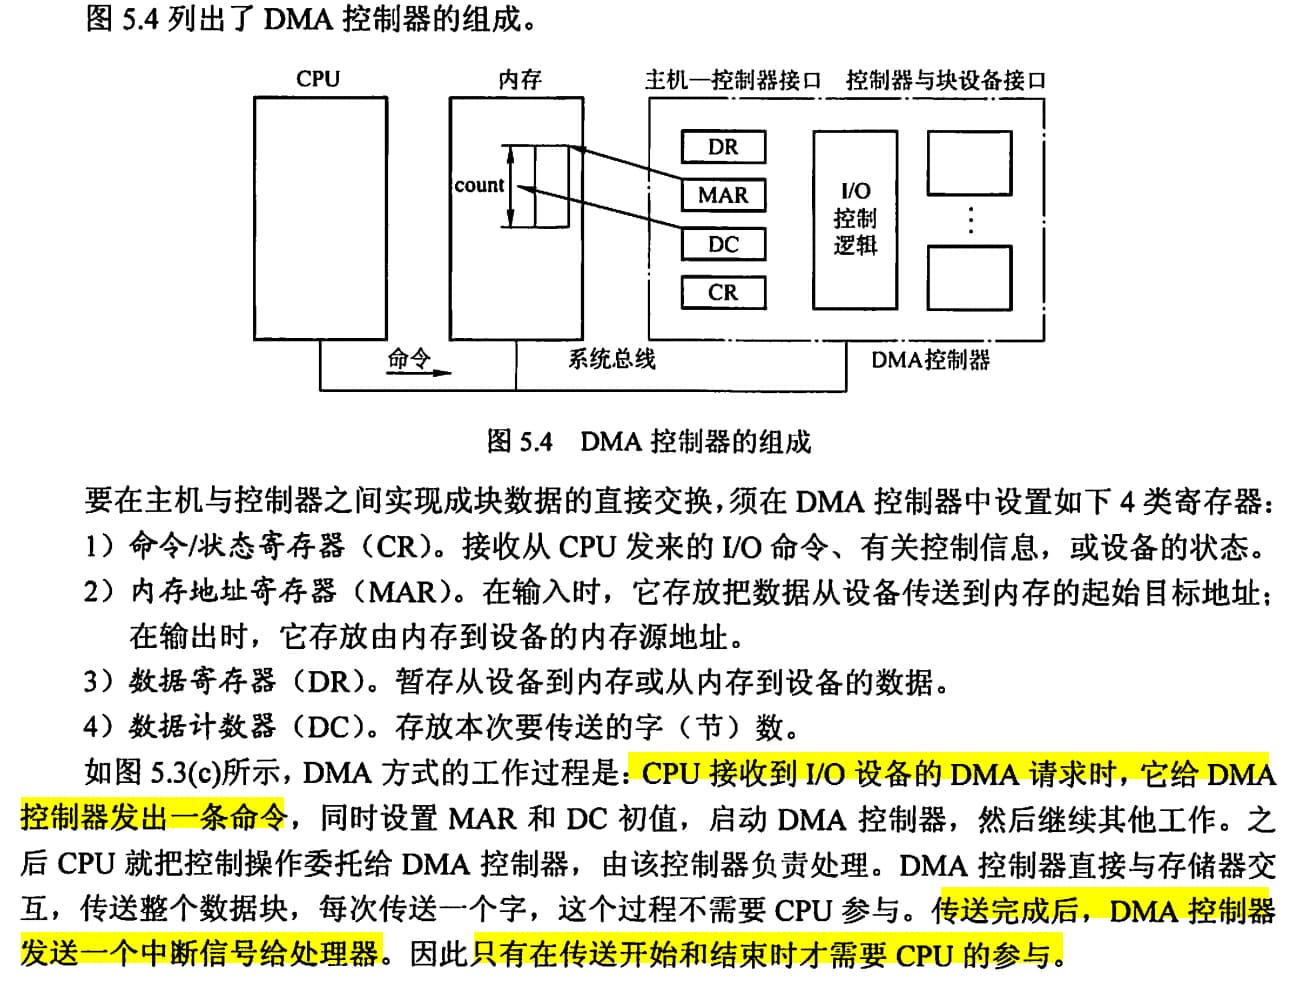 图 5.4 列出了 DMA 控制器的组成。
CPU
内存
主机—控制器接口
控制器与块设备接口
count
DR
MAR
DC
CR
I/O
控制
逻辑
⋮
命令
系统总线
DMA控制器
图 5.4 DMA 控制器的组成
要在主机与控制器之间实现成块数据的直接交换，须在 DMA 控制器中设置如下 4 类寄存器：
1）命令/状态寄存器（CR）。接收从 CPU 发来的 I/O 命令、有关控制信息，或设备的状态。
2）内存地址寄存器（MAR）。在输入时，它存放把数据从设备传送到内存的起始目标地址；
在输出时，它存放由内存到设备的内存源地址。
3）数据寄存器（DR）。暂存从设备到内存或从内存到设备的数据。
4）数据计数器（DC）。存放本次要传送的字（节）数。
如图 5.3(c)所示，DMA 方式的工作过程是：CPU 接收到 I/O 设备的 DMA 请求时，它给 DMA
控制器发出一条命令，同时设置 MAR 和 DC 初值，启动 DMA 控制器，然后继续其他工作。之
后 CPU 就把控制操作委托给 DMA 控制器，由该控制器负责处理。DMA 控制器直接与存储器交
互，传送整个数据块，每次传送一个字，这个过程不需要 CPU 参与。传送完成后，DMA 控制器
发送一个中断信号给处理器。因此只有在传送开始和结束时才需要 CPU 的参与。